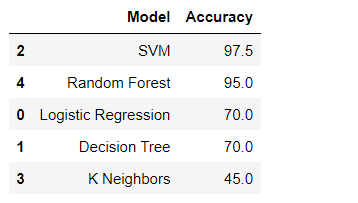 Model Accuracy
2 SVM 97.5
4 Random Forest 95.0
0 Logistic Regression 70.0
1 Decision Tree 70.0
3 K Neighbors 45.0